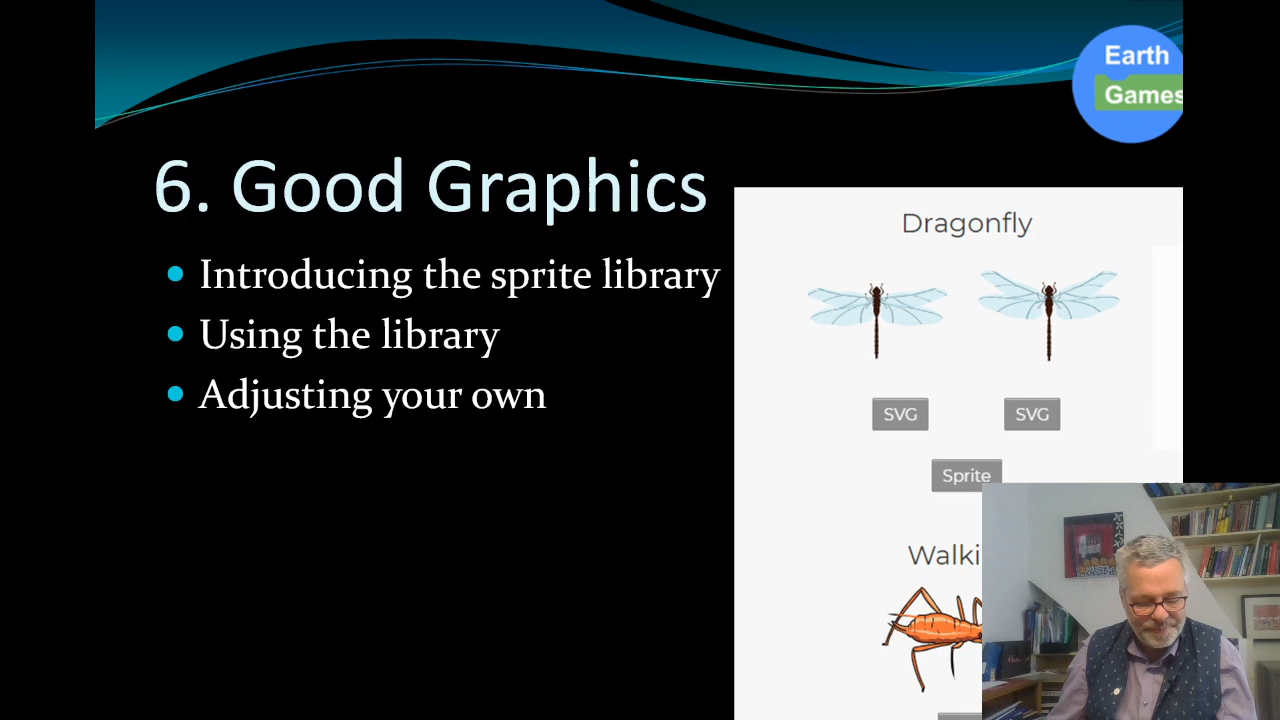 Earth
Games
6. Good Graphics
Introducing the sprite library
Using the library
Adjusting your own
Dragonfly
SVG SVG
Sprite
Walki